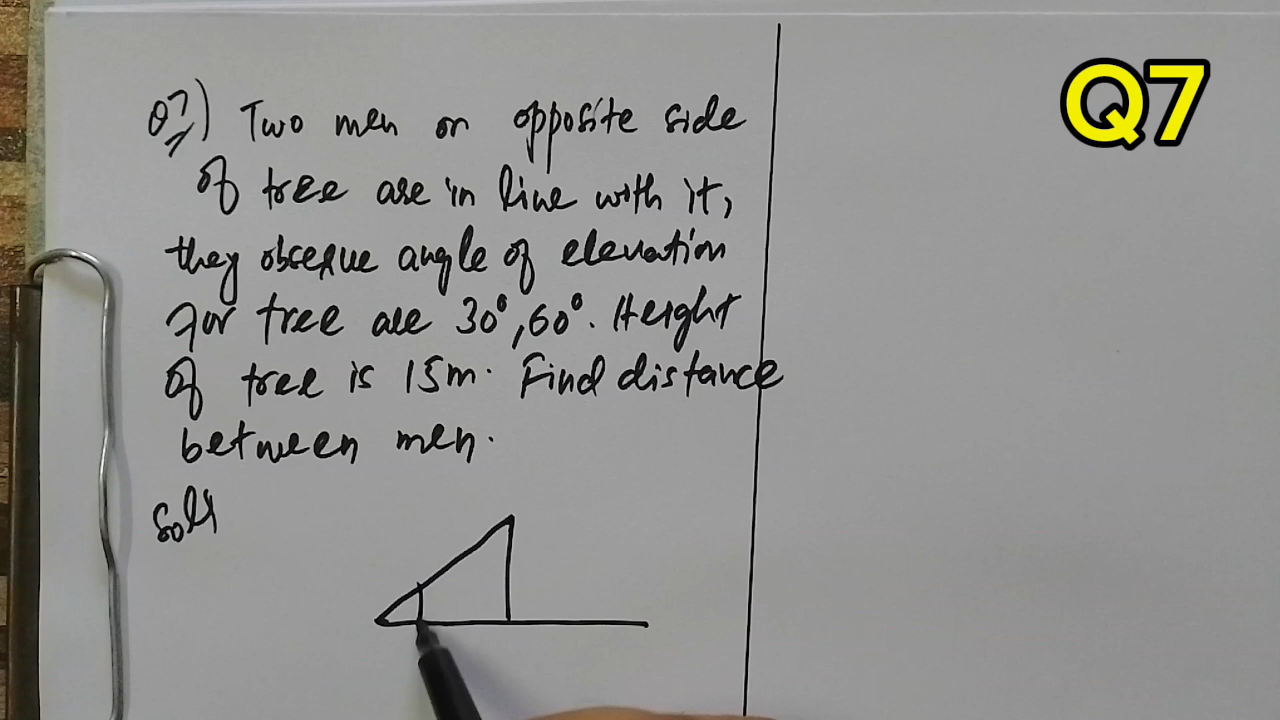 Q7) Two men on opposite side
of tree are in line with it,
they observe angle of elevation
for tree are 30°, 60°. Height
of tree is 15m. Find distance
between men.
Soln
Q7